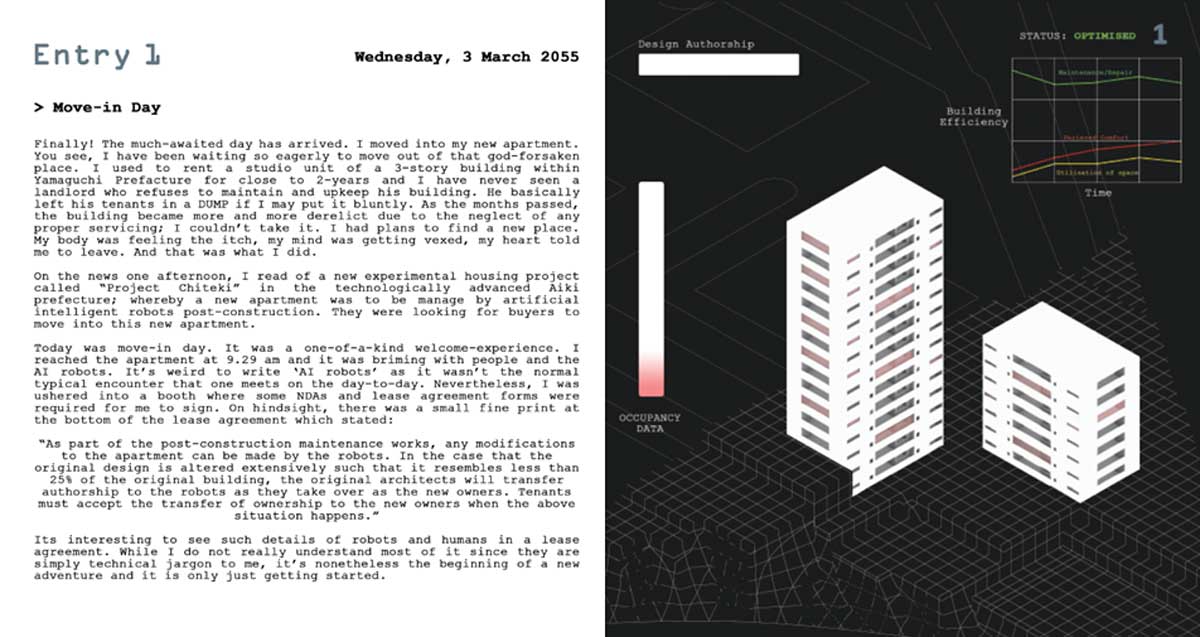 Entry 1
Wednesday, 3 March 2055
> Move-in Day
Finally! The much-awaited day has arrived. I moved into my new apartment.
You see, I have been waiting so eagerly to move out of that god-forsaken
place. I used to rent a studio unit of a 3-story building within
Yamaguchi Prefacture for close to 2-years and I have never seen a
landlord who refuses to maintain and upkeep his building. He basically
left his tenants in a DUMP if I may put it bluntly. As the months passed,
the building became more and more derelict due to the neglect of any
proper servicing; I couldn't take it. I had plans to find a new place.
My body was feeling the itch, my mind was getting vexed, my heart told
me to leave. And that was what I did.
On the news one afternoon, I read of a new experimental housing project
called "Project Chiteki" in the technologically advanced Aiki
prefecture; whereby a new apartment was to be manage by artificial
intelligent robots post-construction. They were looking for buyers to
move into this new apartment.
Today was move-in day. It was a one-of-a-kind welcome-experience. I
reached the apartment at 9.29 am and it was briming with people and the
AI robots. It's weird to write 'AI robots' as it wasn't the normal
typical encounter that one meets on the day-to-day. Nevertheless, I was
ushered into a booth where some NDAs and lease agreement forms were
required for me to sign. On hindsight, there was a small fine print at
the bottom of the lease agreement which stated:
"As part of the post-construction maintenance works, any modifications
to the apartment can be made by the robots. In the case that the
original design is altered extensively such that it resembles less than
25% of the original building, the original architects will transfer
authorship to the robots as they take over as the new owners. Tenants
must accept the transfer of ownership to the new owners when the above
situation happens."
Its interesting to see such details of robots and humans in a lease
agreement. While I do not really understand most of it since they are
simply technical jargon to me, it's nonetheless the beginning of a new
adventure and it is only just getting started.
Design Authorship
STATUS: OPTIMISED 1
Maintenance/Repair
Building
Efficiency
Comfort
Utilisation of space
Time
OCCUPANCY
DATA